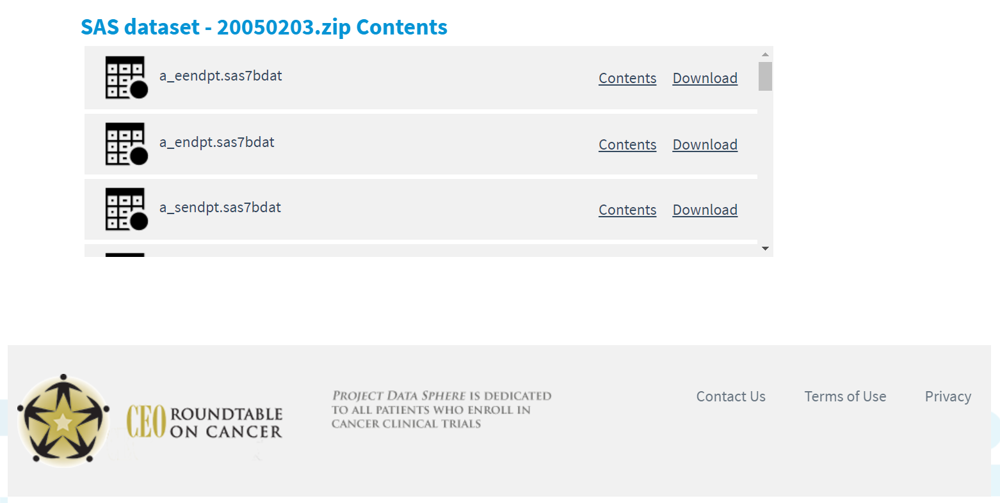 SAS dataset - 20050203.zip Contents
a_eendpt.sas7bdat Contents Download
a_endpt.sas7bdat Contents Download
a_sendpt.sas7bdat Contents Download
CEO ROUNDTABLE
ON CANCER
PROJECT DATA SPHERE IS DEDICATED
TO ALL PATIENTS WHO ENROLL IN
CANCER CLINICAL TRIALS
Contact Us Terms of Use Privacy